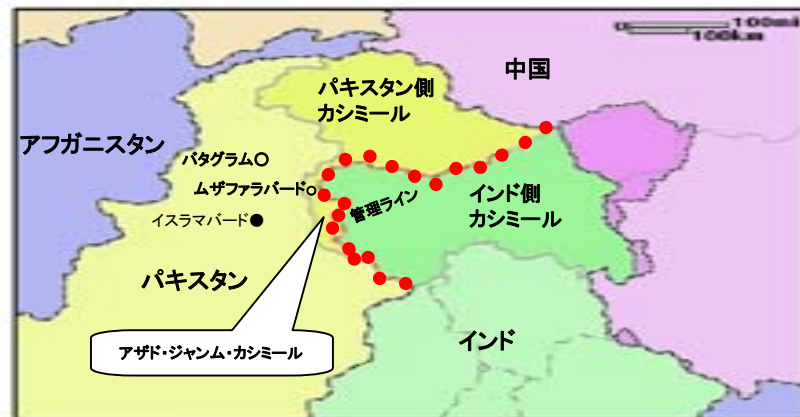 100mi
100km
中国
パキスタン側
カシミール
アフガニスタン
バタグラム
ムザファラバード
管理ライン
インド側
カシミール
イスラマバード
パキスタン
アザド・ジャンム・カシミール
インド